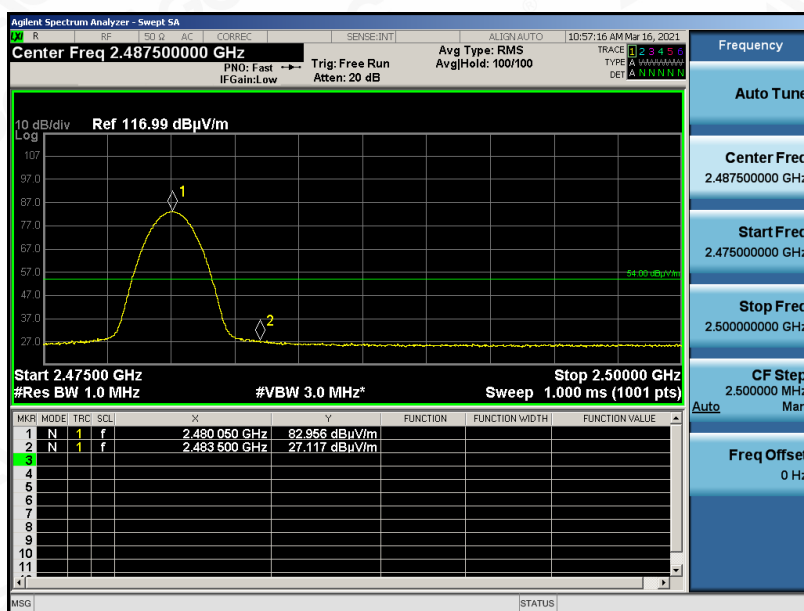 Agilent Spectrum Analyzer - Swept SA
LXI R RF 50 Ω AC CORREC SENSE:INT ALIGN AUTO 10:57:16 AM Mar 16, 2021
Center Freq 2.487500000 GHz
PNO: Fast
IFGain:Low
Trig: Free Run
Atten: 20 dB
Avg Type: RMS
Avg|Hold: 100/100
TRACE 1 2 3 4 5 6
TYPE A WWWWW
DET A N N N N N
10 dB/div Ref 116.99 dBµV/m
Log
107
97.0
87.0
77.0
67.0
57.0
47.0
37.0
27.0
1
2
54.00 dBµV/m
Start 2.47500 GHz Stop 2.50000 GHz
#Res BW 1.0 MHz #VBW 3.0 MHz* Sweep 1.000 ms (1001 pts)
MKR MODE TRC SCL X Y FUNCTION FUNCTION WIDTH FUNCTION VALUE
1 N 1 f 2.480 050 GHz 82.956 dBµV/m
2 N 1 f 2.483 500 GHz 27.117 dBµV/m
3
4
5
6
7
8
9
10
11
MSG STATUS
Frequency
Auto Tune
Center Freq
2.487500000 GHz
Start Freq
2.475000000 GHz
Stop Freq
2.500000000 GHz
CF Step
2.500000 MHz
Auto Man
Freq Offset
0 Hz